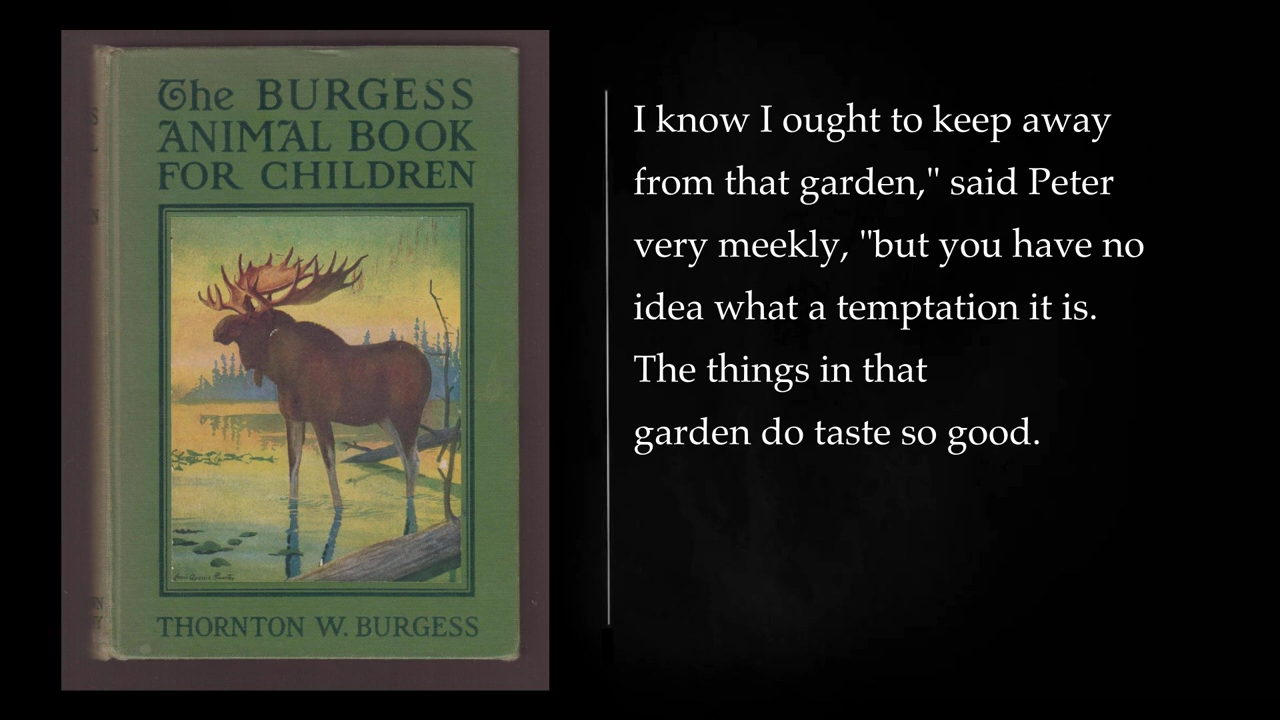 The BURGESS
ANIMAL BOOK
FOR CHILDREN
THORNTON W. BURGESS
I know I ought to keep away
from that garden," said Peter
very meekly, "but you have no
idea what a temptation it is.
The things in that
garden do taste so good.